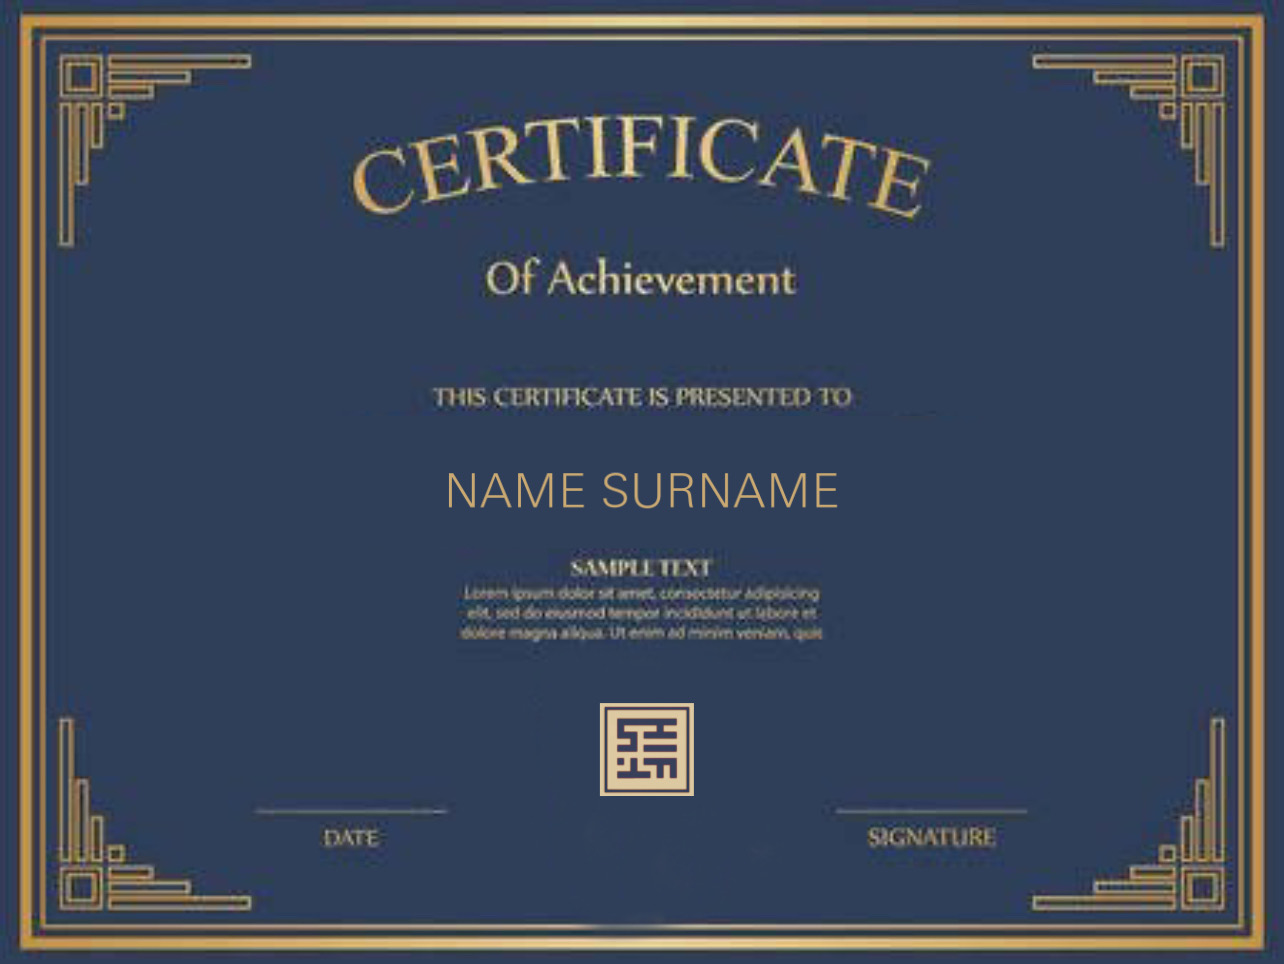 CERTIFICATE
Of Achievement
THIS CERTIFICATE IS PRESENTED TO
NAME SURNAME
SAMPLE TEXT
Lorem ipsum dolor sit amet, consectetur adipisicing
elit, sed do eiusmod tempor incididunt ut labore et
dolore magna aliqua. Ut enim ad minim veniam, quis
DATE
SIGNATURE